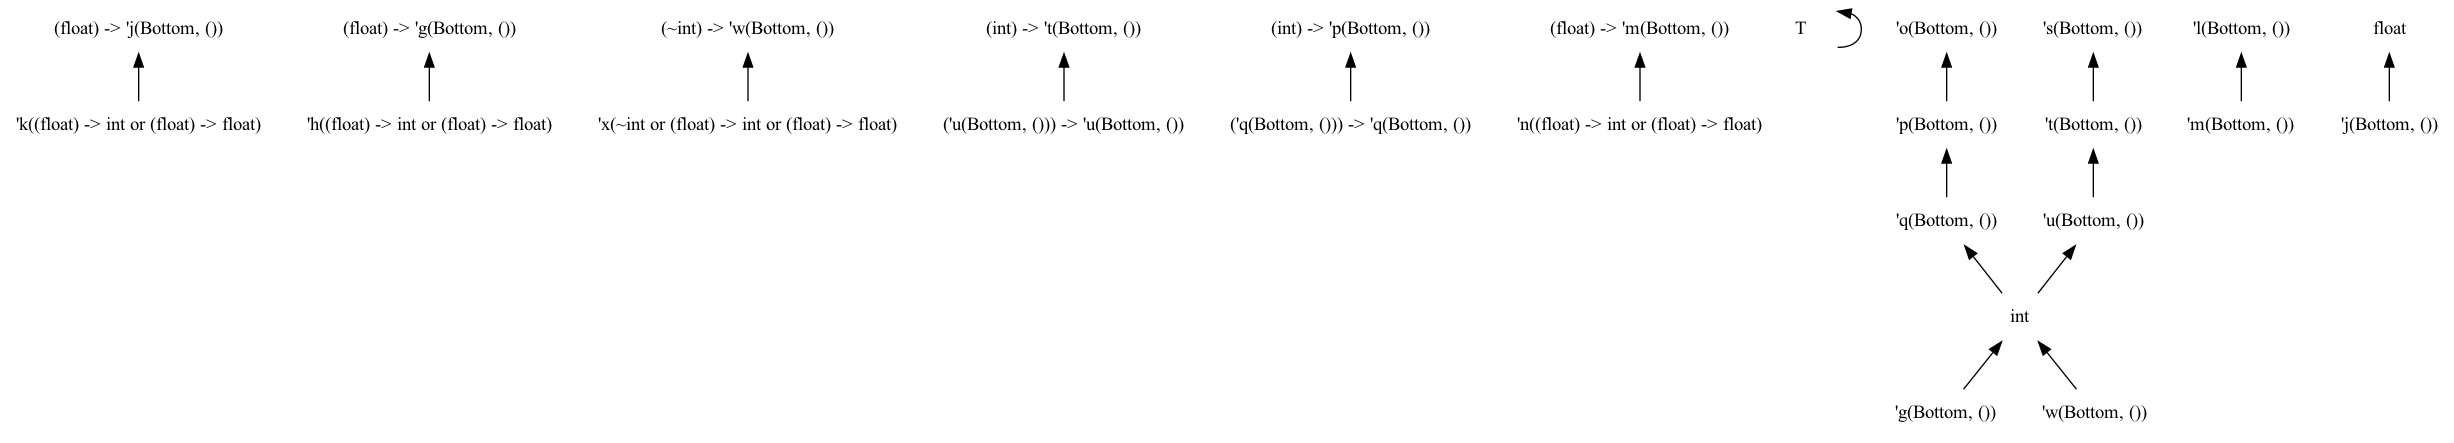 (float) -> 'j(Bottom, ()) (float) -> 'g(Bottom, ()) (~int) -> 'w(Bottom, ()) (int) -> 't(Bottom, ()) (int) -> 'p(Bottom, ()) (float) -> 'm(Bottom, ()) T 'o(Bottom, ()) 's(Bottom, ()) 'l(Bottom, ()) float
'k((float) -> int or (float) -> float) 'h((float) -> int or (float) -> float) 'x(~int or (float) -> int or (float) -> float) ('u(Bottom, ())) -> 'u(Bottom, ()) ('q(Bottom, ())) -> 'q(Bottom, ()) 'n((float) -> int or (float) -> float) 'p(Bottom, ()) 't(Bottom, ()) 'm(Bottom, ()) 'j(Bottom, ())
'q(Bottom, ()) 'u(Bottom, ())
int
'g(Bottom, ()) 'w(Bottom, ())